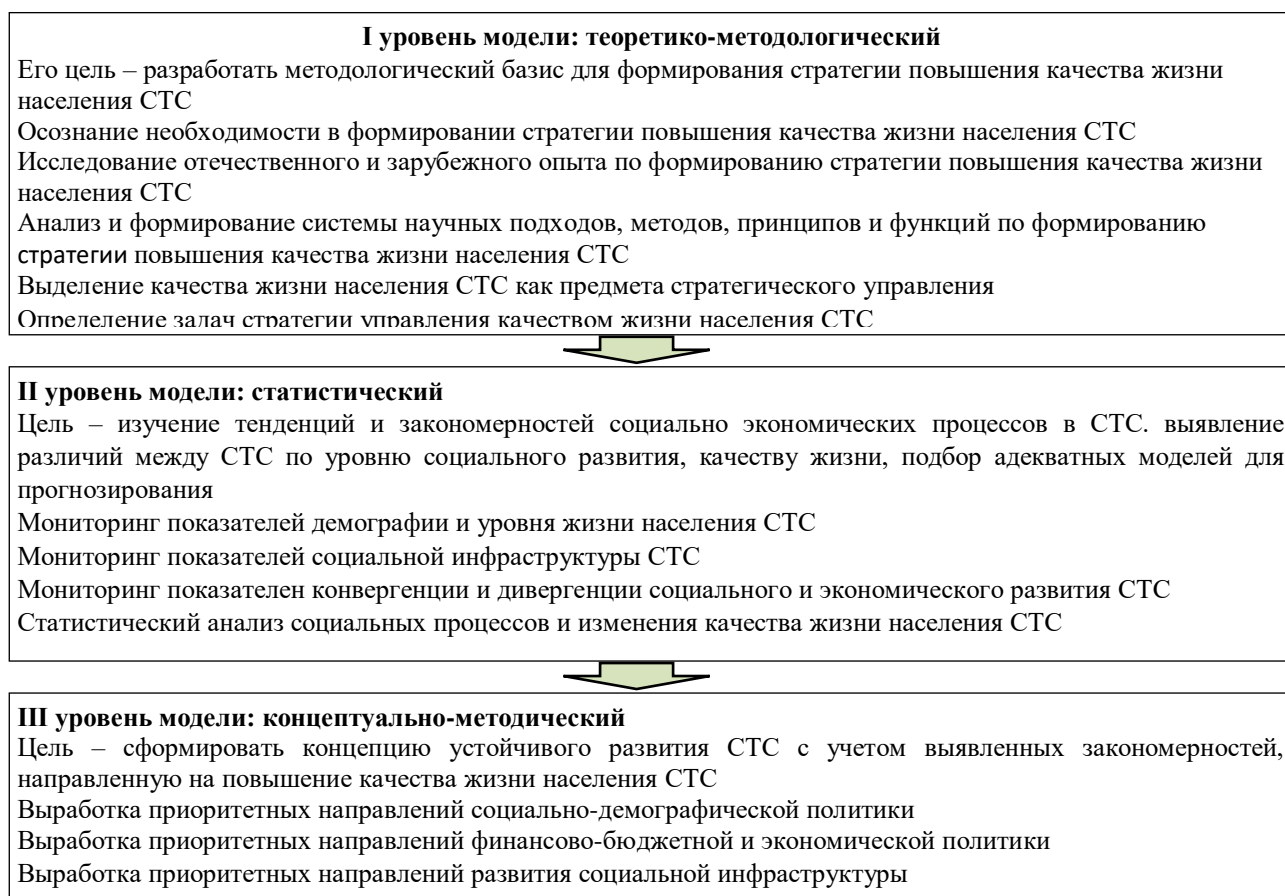 I уровень модели: теоретико-методологический
Его цель – разработать методологический базис для формирования стратегии повышения качества жизни
населения СТС
Осознание необходимости в формировании стратегии повышения качества жизни населения СТС
Исследование отечественного и зарубежного опыта по формированию стратегии повышения качества жизни
населения СТС
Анализ и формирование системы научных подходов, методов, принципов и функций по формированию
стратегии повышения качества жизни населения СТС
Выделение качества жизни населения СТС как предмета стратегического управления
Определение задач стратегии управления качеством жизни населения СТС
II уровень модели: статистический
Цель – изучение тенденций и закономерностей социально экономических процессов в СТС. выявление
различий между СТС по уровню социального развития, качеству жизни, подбор адекватных моделей для
прогнозирования
Мониторинг показателей демографии и уровня жизни населения СТС
Мониторинг показателей социальной инфраструктуры СТС
Мониторинг показателен конвергенции и дивергенции социального и экономического развития СТС
Статистический анализ социальных процессов и изменения качества жизни населения СТС
III уровень модели: концептуально-методический
Цель – сформировать концепцию устойчивого развития СТС с учетом выявленных закономерностей,
направленную на повышение качества жизни населения СТС
Выработка приоритетных направлений социально-демографической политики
Выработка приоритетных направлений финансово-бюджетной и экономической политики
Выработка приоритетных направлений развития социальной инфраструктуры